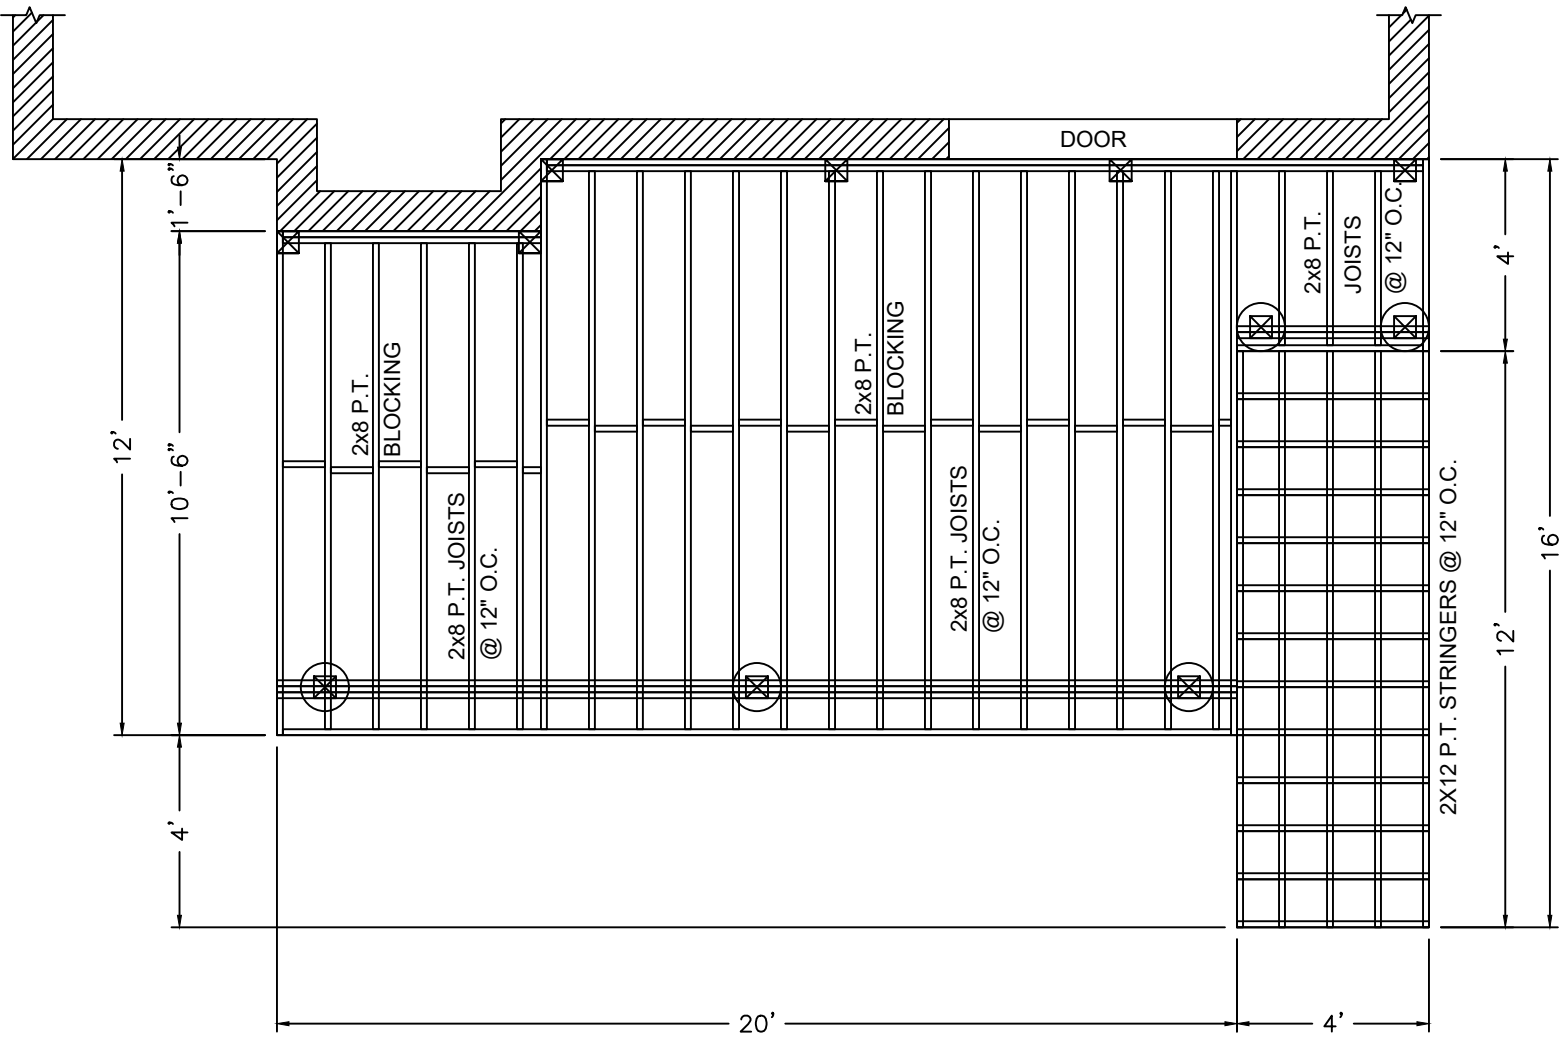 DOOR
1'-6"
12'
10'-6"
4'
2x8 P.T.
BLOCKING
2x8 P.T. JOISTS
@ 12" O.C.
2x8 P.T.
BLOCKING
2x8 P.T. JOISTS
@ 12" O.C.
2x8 P.T.
JOISTS
@ 12" O.C.
4'
16'
12'
2X12 P.T. STRINGERS @ 12" O.C.
20'
4'